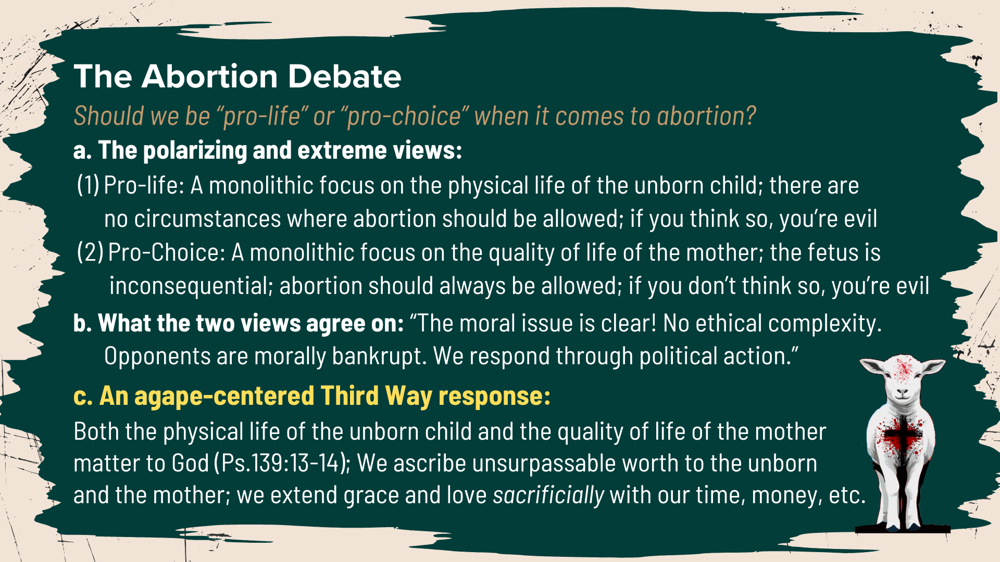 The Abortion Debate
Should we be “pro-life” or “pro-choice” when it comes to abortion?
a. The polarizing and extreme views:
(1) Pro-life: A monolithic focus on the physical life of the unborn child; there are
no circumstances where abortion should be allowed; if you think so, you’re evil
(2) Pro-Choice: A monolithic focus on the quality of life of the mother; the fetus is
inconsequential; abortion should always be allowed; if you don’t think so, you’re evil
b. What the two views agree on: “The moral issue is clear! No ethical complexity.
Opponents are morally bankrupt. We respond through political action.”
c. An agape-centered Third Way response:
Both the physical life of the unborn child and the quality of life of the mother
matter to God (Ps.139:13-14); We ascribe unsurpassable worth to the unborn
and the mother; we extend grace and love sacrificially with our time, money, etc.